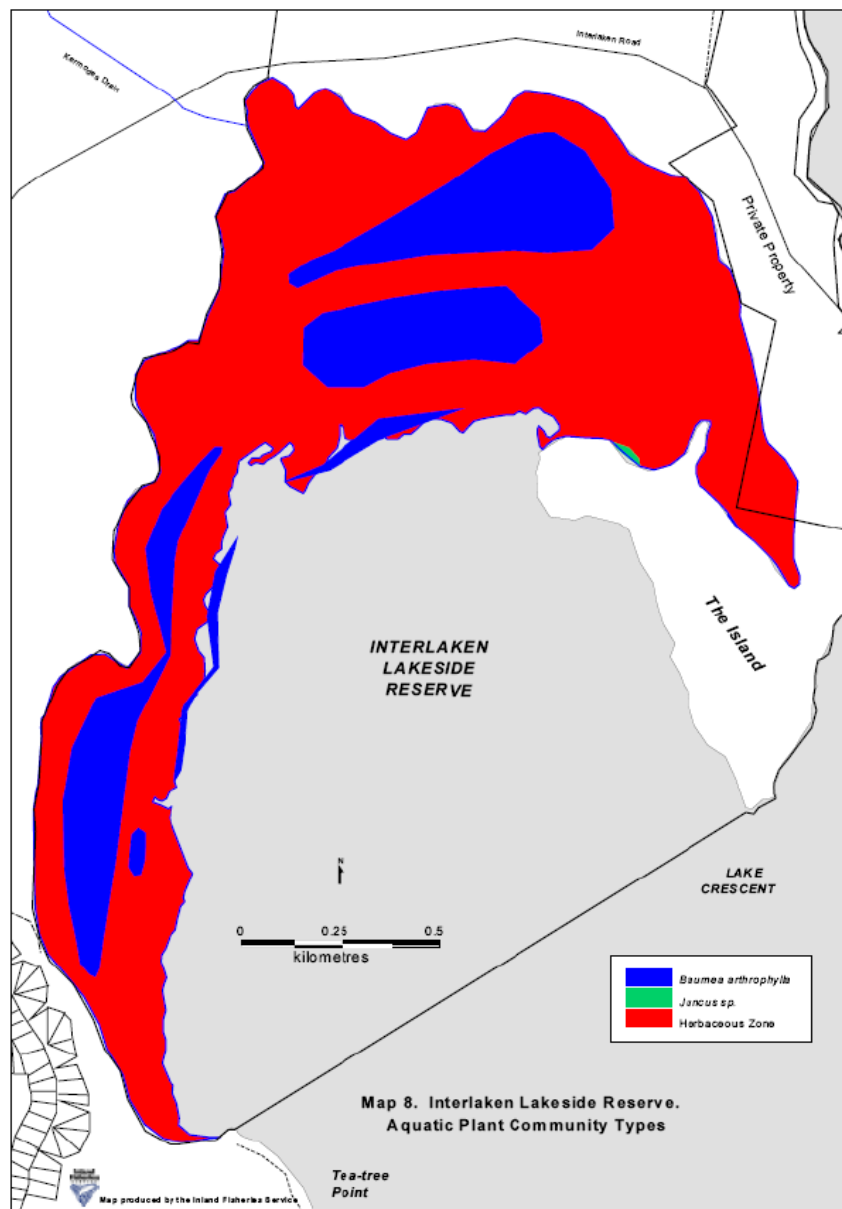 Interlaken Road
Kermodes Drain
Private Property
The Island
INTERLAKEN
LAKESIDE
RESERVE
N
LAKE
CRESCENT
0 0.25 0.5
kilometres
Baumea arthrophylla
Juncus sp.
Herbaceous Zone
Map 8. Interlaken Lakeside Reserve.
Aquatic Plant Community Types
Tea-tree
Point
Map produced by the Inland Fisheries Service